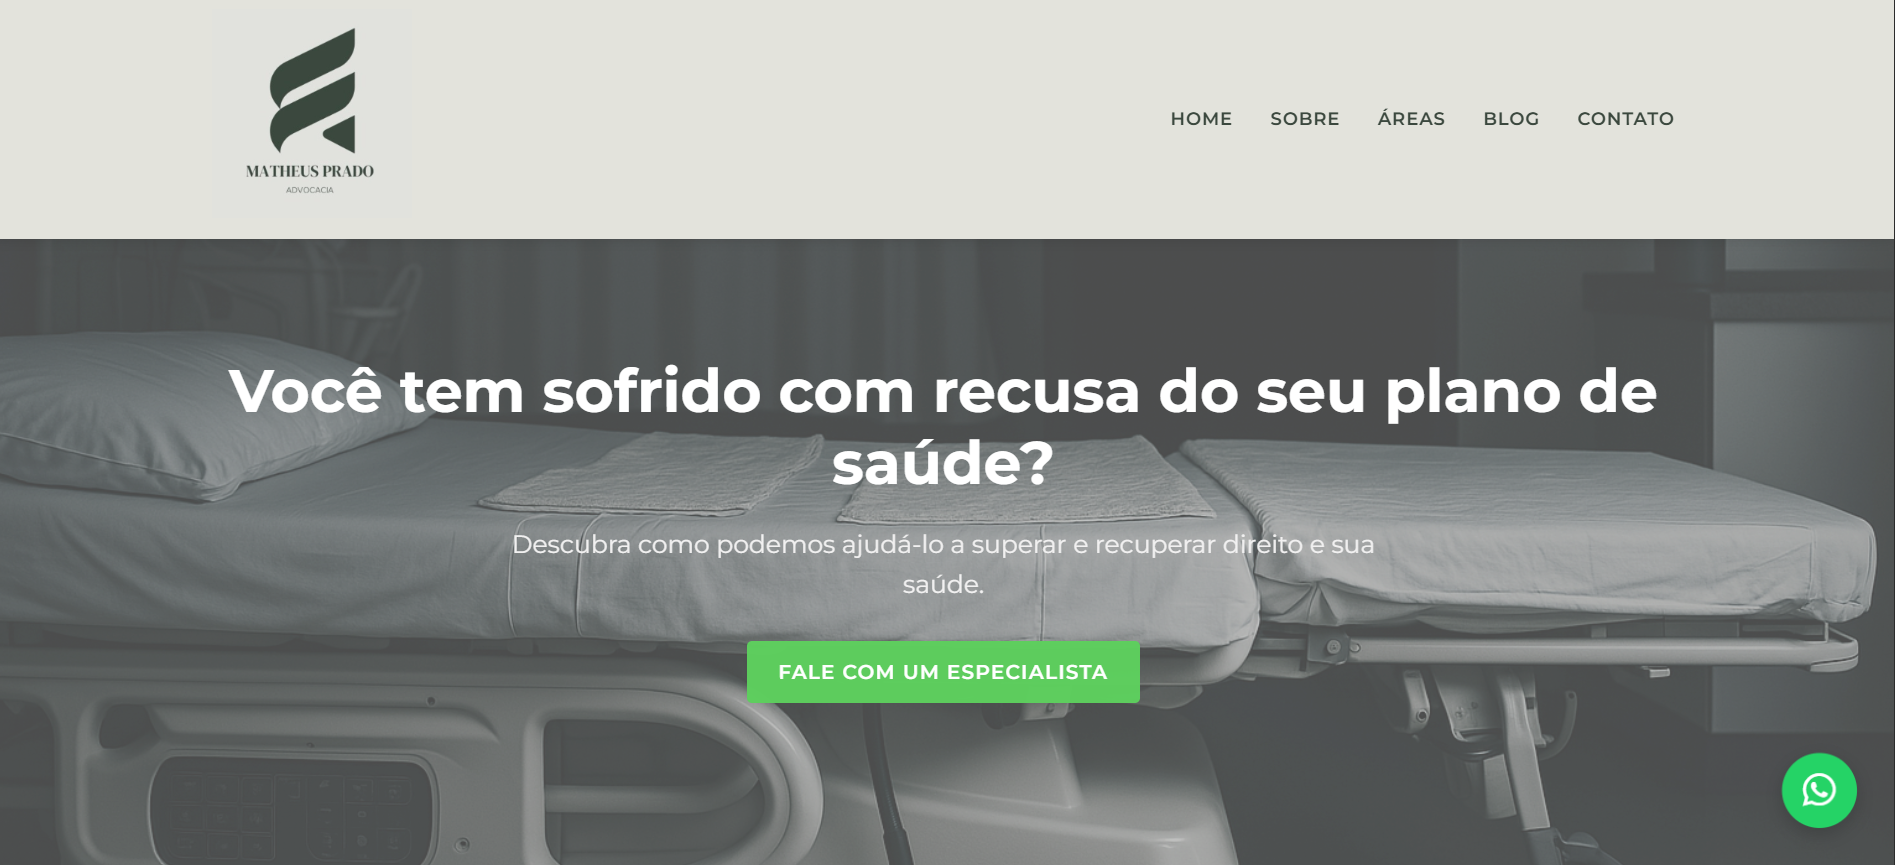 MATHEUS PRADO
ADVOCACIA
HOME SOBRE ÁREAS BLOG CONTATO
Você tem sofrido com recusa do seu plano de
saúde?
Descubra como podemos ajudá-lo a superar e recuperar direito e sua
saúde.
FALE COM UM ESPECIALISTA